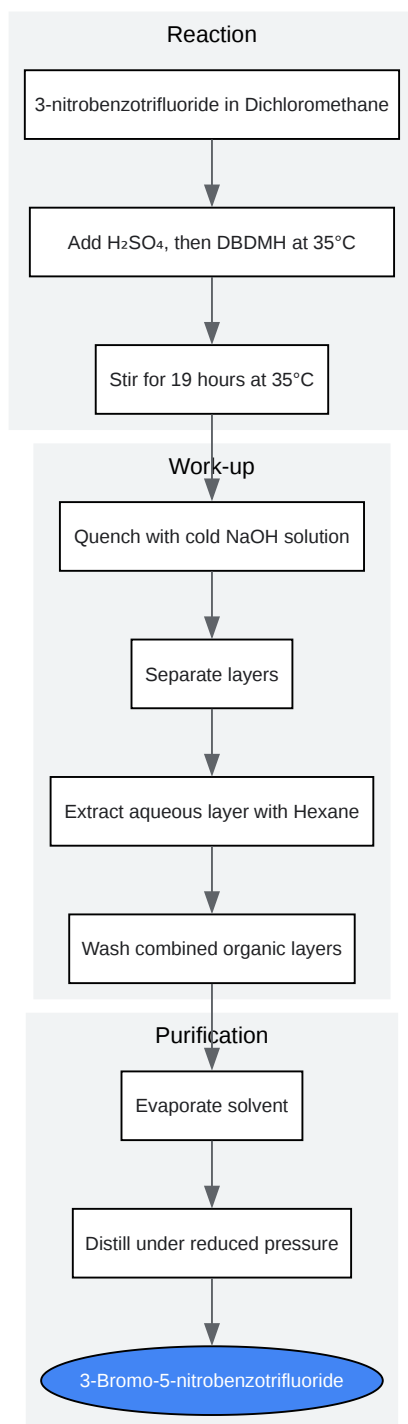 Reaction
3-nitrobenzotrifluoride in Dichloromethane
Add H₂SO₄, then DBDMH at 35°C
Stir for 19 hours at 35°C
Work-up
Quench with cold NaOH solution
Separate layers
Extract aqueous layer with Hexane
Wash combined organic layers
Purification
Evaporate solvent
Distill under reduced pressure
3-Bromo-5-nitrobenzotrifluoride